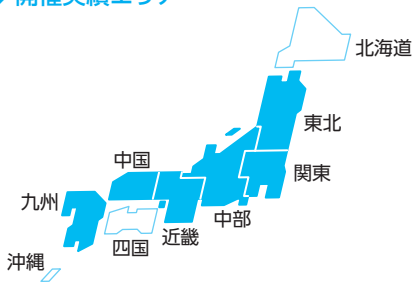 開催実績エリア
北海道
東北
中国
関東
九州
中部
近畿
四国
沖縄